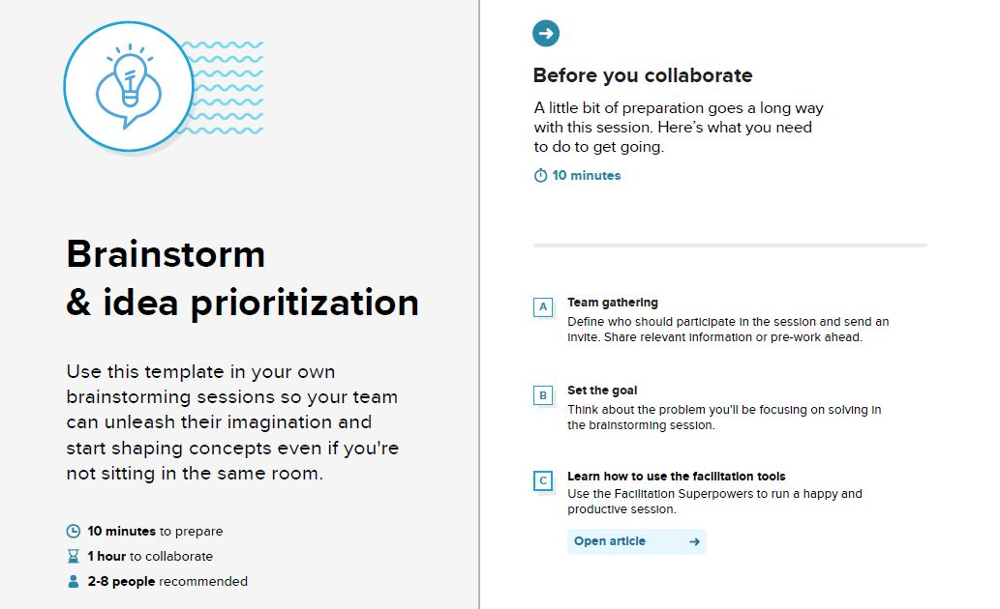 Brainstorm
& idea prioritization
Use this template in your own
brainstorming sessions so your team
can unleash their imagination and
start shaping concepts even if you're
not sitting in the same room.
10 minutes to prepare
1 hour to collaborate
2-8 people recommended
Before you collaborate
A little bit of preparation goes a long way
with this session. Here’s what you need
to do to get going.
10 minutes
A
Team gathering
Define who should participate in the session and send an
invite. Share relevant information or pre-work ahead.
B
Set the goal
Think about the problem you'll be focusing on solving in
the brainstorming session.
C
Learn how to use the facilitation tools
Use the Facilitation Superpowers to run a happy and
productive session.
Open article